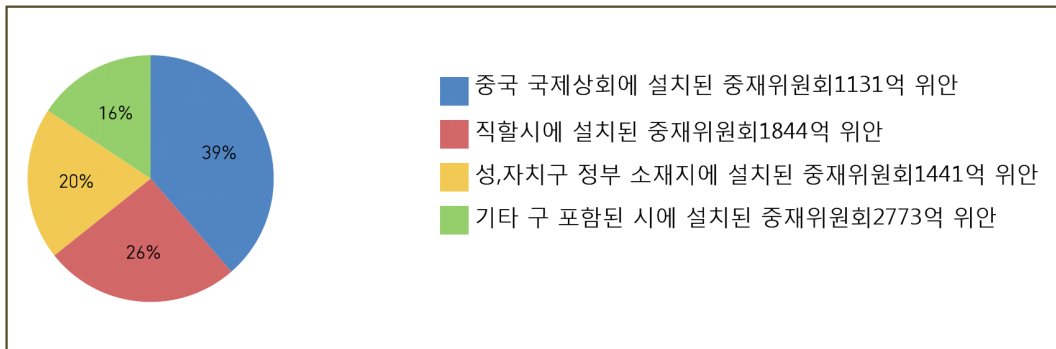 16%
39%
20%
26%
중국 국제상회에 설치된 중재위원회1131억 위안
직할시에 설치된 중재위원회1844억 위안
성,자치구 정부 소재지에 설치된 중재위원회1441억 위안
기타 구 포함된 시에 설치된 중재위원회2773억 위안